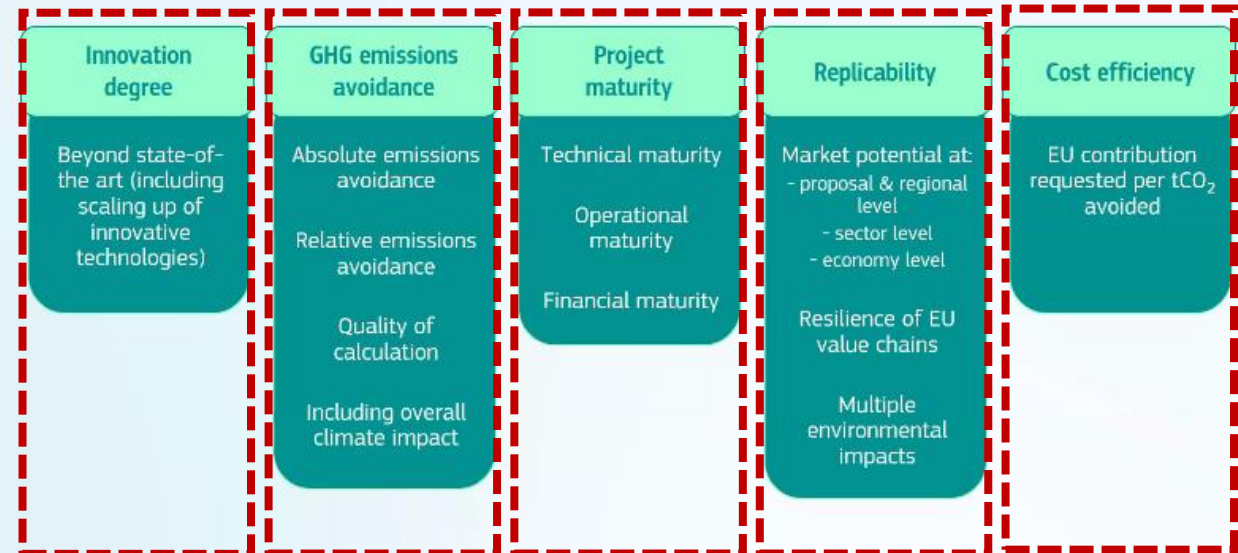 Innovation
degree
Beyond state-of-
the art (including
scaling up of
innovative
technologies)
GHG emissions
avoidance
Absolute emissions
avoidance
Relative emissions
avoidance
Quality of
calculation
Including overall
climate impact
Project
maturity
Technical maturity
Operational
maturity
Financial maturity
Replicability
Market potential at:
- proposal & regional
level
- sector level
- economy level
Resilience of EU
value chains
Multiple
environmental
impacts
Cost efficiency
EU contribution
requested per tCO₂
avoided